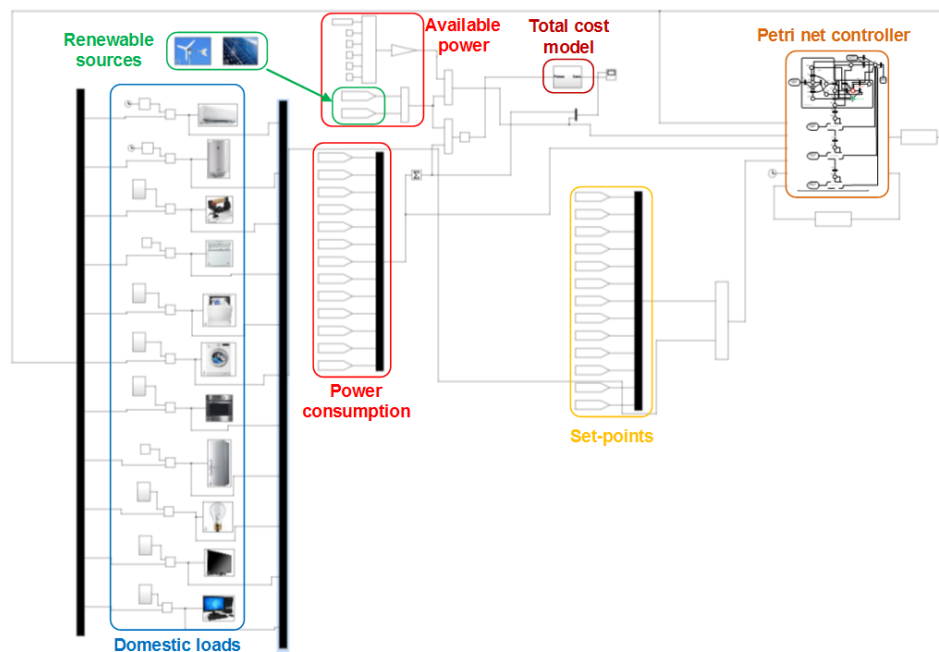 Renewable
sources
Available
power
Total cost
model
Petri net controller
Σ
Power
consumption
Set-points
Domestic loads